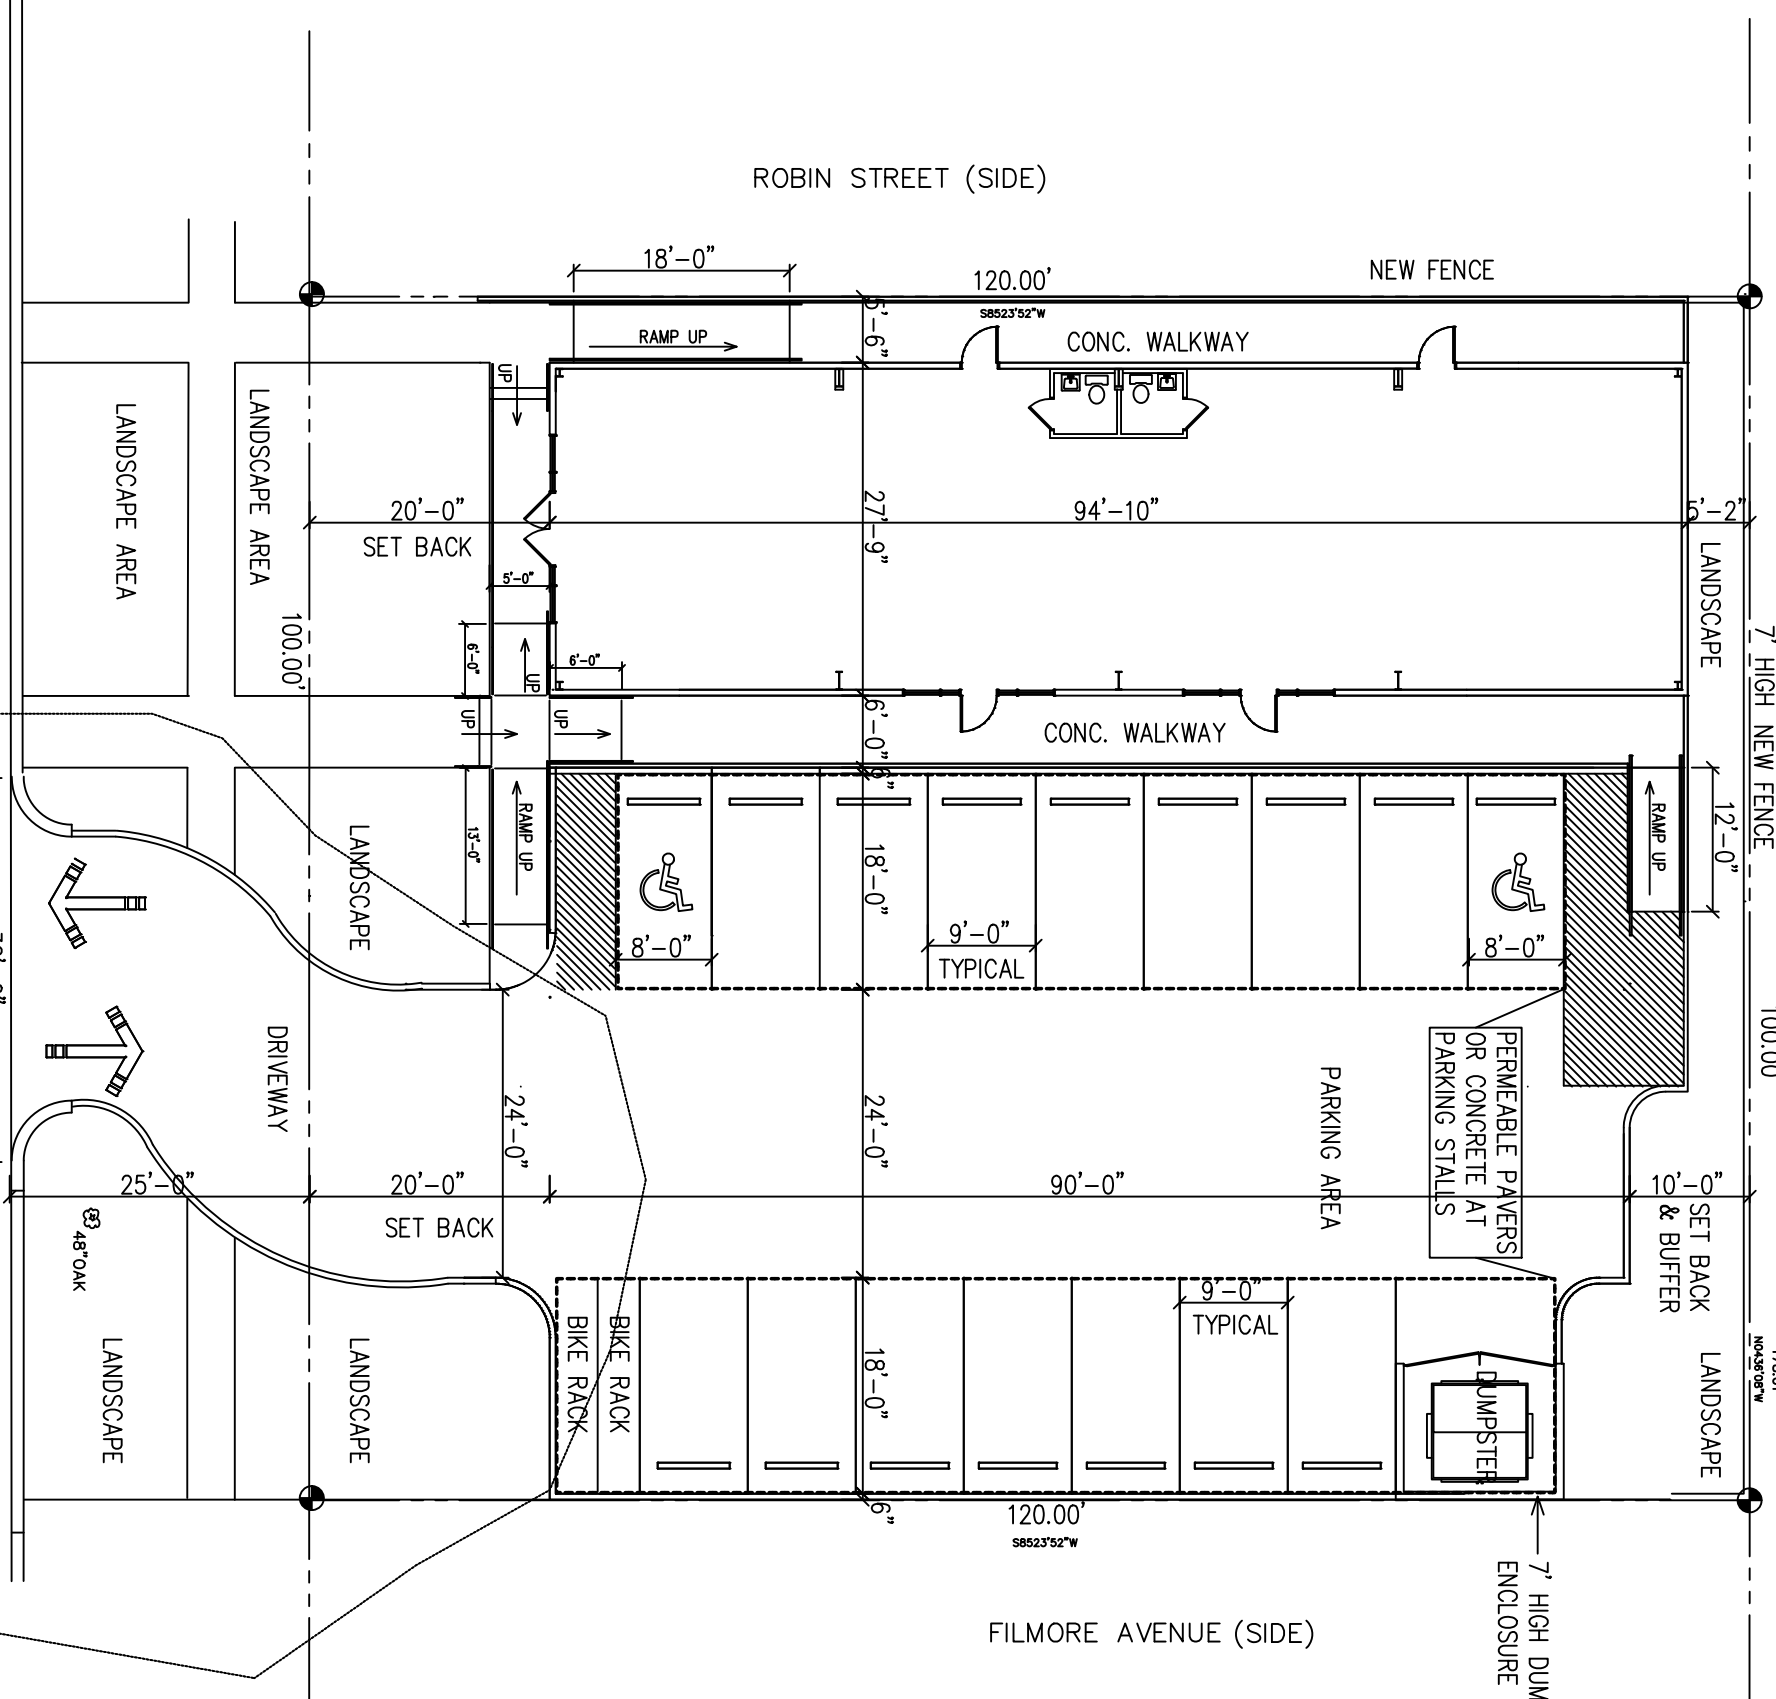 ROBIN STREET (SIDE)
18'-0"
120.00'
NEW FENCE
S8523'52"W
5'-6"
RAMP UP
CONC. WALKWAY
UP
LANDSCAPE AREA
LANDSCAPE AREA
20'-0"
SET BACK
27'-9"
94'-10"
5'-2"
LANDSCAPE
5'-0"
100.00'
6'-0"
6'-0"
UP
7' HIGH NEW FENCE
UP
UP
6'-0"
CONC. WALKWAY
6"
RAMP UP
13'-0"
LANDSCAPE
18'-0"
RAMP UP
12'-0"
8'-0"
9'-0"
TYPICAL
8'-0"
100.00
DRIVEWAY
24'-0"
24'-0"
PARKING AREA
PERMEABLE PAVERS
OR CONCRETE AT
PARKING STALLS
25'-0"
20'-0"
SET BACK
90'-0"
10'-0"
SET BACK
& BUFFER
48"OAK
9'-0"
TYPICAL
LANDSCAPE
LANDSCAPE
BIKE RACK
BIKE RACK
18'-0"
DUMPSTER
LANDSCAPE
N0436'08"W
6"
120.00'
S8523'52"W
7' HIGH DUM
ENCLOSURE
FILMORE AVENUE (SIDE)